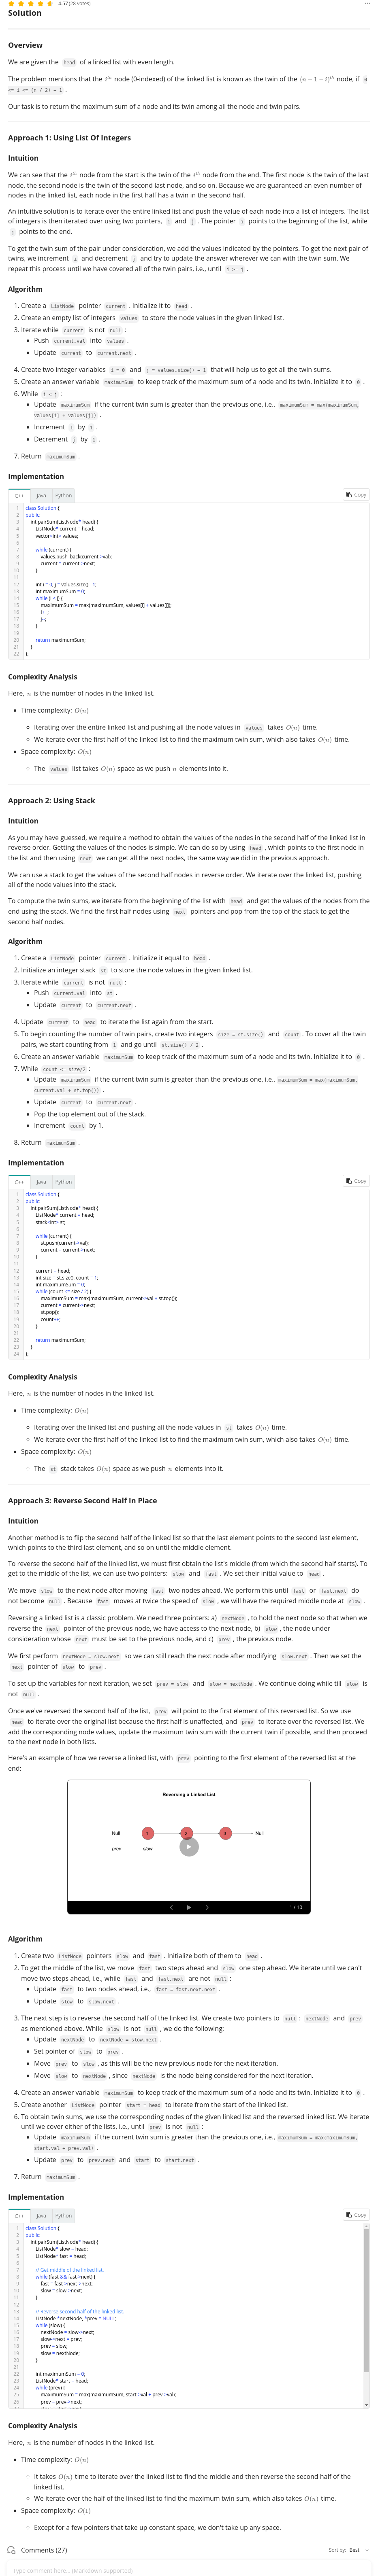 4.57 (28 votes)
Solution
Overview
We are given the head of a linked list with even length.
The problem mentions that the iᵗʰ node (0-indexed) of the linked list is known as the twin of the (n − 1 − i)ᵗʰ node, if 0
<= i <= (n / 2) - 1 .
Our task is to return the maximum sum of a node and its twin among all the node and twin pairs.
Approach 1: Using List Of Integers
Intuition
We can see that the iᵗʰ node from the start is the twin of the iᵗʰ node from the end. The first node is the twin of the last
node, the second node is the twin of the second last node, and so on. Because we are guaranteed an even number of
nodes in the linked list, each node in the first half has a twin in the second half.
An intuitive solution is to iterate over the entire linked list and push the value of each node into a list of integers. The list
of integers is then iterated over using two pointers, i and j . The pointer i points to the beginning of the list, while
j points to the end.
To get the twin sum of the pair under consideration, we add the values indicated by the pointers. To get the next pair of
twins, we increment i and decrement j and try to update the answer wherever we can with the twin sum. We
repeat this process until we have covered all of the twin pairs, i.e., until i >= j .
Algorithm
1. Create a ListNode pointer current . Initialize it to head .
2. Create an empty list of integers values to store the node values in the given linked list.
3. Iterate while current is not null :
Push current.val into values .
Update current to current.next .
4. Create two integer variables i = 0 and j = values.size() - 1 that will help us to get all the twin sums.
5. Create an answer variable maximumSum to keep track of the maximum sum of a node and its twin. Initialize it to 0 .
6. While i < j :
Update maximumSum if the current twin sum is greater than the previous one, i.e., maximumSum = max(maximumSum,
values[i] + values[j]) .
Increment i by 1 .
Decrement j by 1 .
7. Return maximumSum .
Implementation
C++ Java Python Copy
1 class Solution {
2 public:
3 int pairSum(ListNode* head) {
4 ListNode* current = head;
5 vector<int> values;
6
7 while (current) {
8 values.push_back(current->val);
9 current = current->next;
10 }
11
12 int i = 0, j = values.size() - 1;
13 int maximumSum = 0;
14 while (i < j) {
15 maximumSum = max(maximumSum, values[i] + values[j]);
16 i++;
17 j--;
18 }
19
20 return maximumSum;
21 }
22 };
Complexity Analysis
Here, n is the number of nodes in the linked list.
Time complexity: O(n)
Iterating over the entire linked list and pushing all the node values in values takes O(n) time.
We iterate over the first half of the linked list to find the maximum twin sum, which also takes O(n) time.
Space complexity: O(n)
The values list takes O(n) space as we push n elements into it.
Approach 2: Using Stack
Intuition
As you may have guessed, we require a method to obtain the values of the nodes in the second half of the linked list in
reverse order. Getting the values of the nodes is simple. We can do so by using head , which points to the first node in
the list and then using next we can get all the next nodes, the same way we did in the previous approach.
We can use a stack to get the values of the second half nodes in reverse order. We iterate over the linked list, pushing
all of the node values into the stack.
To compute the twin sums, we iterate from the beginning of the list with head and get the values of the nodes from the
end using the stack. We find the first half nodes using next pointers and pop from the top of the stack to get the
second half nodes.
Algorithm
1. Create a ListNode pointer current . Initialize it equal to head .
2. Initialize an integer stack st to store the node values in the given linked list.
3. Iterate while current is not null :
Push current.val into st .
Update current to current.next .
4. Update current to head to iterate the list again from the start.
5. To begin counting the number of twin pairs, create two integers size = st.size() and count . To cover all the twin
pairs, we start counting from 1 and go until st.size() / 2 .
6. Create an answer variable maximumSum to keep track of the maximum sum of a node and its twin. Initialize it to 0 .
7. While count <= size/2 :
Update maximumSum if the current twin sum is greater than the previous one, i.e., maximumSum = max(maximumSum,
current.val + st.top()) .
Update current to current.next .
Pop the top element out of the stack.
Increment count by 1.
8. Return maximumSum .
Implementation
C++ Java Python Copy
1 class Solution {
2 public:
3 int pairSum(ListNode* head) {
4 ListNode* current = head;
5 stack<int> st;
6
7 while (current) {
8 st.push(current->val);
9 current = current->next;
10 }
11
12 current = head;
13 int size = st.size(), count = 1;
14 int maximumSum = 0;
15 while (count <= size / 2) {
16 maximumSum = max(maximumSum, current->val + st.top());
17 current = current->next;
18 st.pop();
19 count++;
20 }
21
22 return maximumSum;
23 }
24 };
Complexity Analysis
Here, n is the number of nodes in the linked list.
Time complexity: O(n)
Iterating over the linked list and pushing all the node values in st takes O(n) time.
We iterate over the first half of the linked list to find the maximum twin sum, which also takes O(n) time.
Space complexity: O(n)
The st stack takes O(n) space as we push n elements into it.
Approach 3: Reverse Second Half In Place
Intuition
Another method is to flip the second half of the linked list so that the last element points to the second last element,
which points to the third last element, and so on until the middle element.
To reverse the second half of the linked list, we must first obtain the list's middle (from which the second half starts). To
get to the middle of the list, we can use two pointers: slow and fast . We set their initial value to head .
We move slow to the next node after moving fast two nodes ahead. We perform this until fast or fast.next do
not become null . Because fast moves at twice the speed of slow , we will have the required middle node at slow .
Reversing a linked list is a classic problem. We need three pointers: a) nextNode , to hold the next node so that when we
reverse the next pointer of the previous node, we have access to the next node, b) slow , the node under
consideration whose next must be set to the previous node, and c) prev , the previous node.
We first perform nextNode = slow.next so we can still reach the next node after modifying slow.next . Then we set the
next pointer of slow to prev .
To set up the variables for next iteration, we set prev = slow and slow = nextNode . We continue doing this till slow is
not null .
Once we've reversed the second half of the list, prev will point to the first element of this reversed list. So we use
head to iterate over the original list because the first half is unaffected, and prev to iterate over the reversed list. We
add the corresponding node values, update the maximum twin sum with the current twin if possible, and then proceed
to the next node in both lists.
Here's an example of how we reverse a linked list, with prev pointing to the first element of the reversed list at the
end:
Reversing a Linked List
Null 1 2 3 Null
prev slow
1 / 10
Algorithm
1. Create two ListNode pointers slow and fast . Initialize both of them to head .
2. To get the middle of the list, we move fast two steps ahead and slow one step ahead. We iterate until we can't
move two steps ahead, i.e., while fast and fast.next are not null :
Update fast to two nodes ahead, i.e., fast = fast.next.next .
Update slow to slow.next .
3. The next step is to reverse the second half of the linked list. We create two pointers to null : nextNode and prev
as mentioned above. While slow is not null , we do the following:
Update nextNode to nextNode = slow.next .
Set pointer of slow to prev .
Move prev to slow , as this will be the new previous node for the next iteration.
Move slow to nextNode , since nextNode is the node being considered for the next iteration.
4. Create an answer variable maximumSum to keep track of the maximum sum of a node and its twin. Initialize it to 0 .
5. Create another ListNode pointer start = head to iterate from the start of the linked list.
6. To obtain twin sums, we use the corresponding nodes of the given linked list and the reversed linked list. We iterate
until we cover either of the lists, i.e., until prev is not null :
Update maximumSum if the current twin sum is greater than the previous one, i.e., maximumSum = max(maximumSum,
start.val + prev.val) .
Update prev to prev.next and start to start.next .
7. Return maximumSum .
Implementation
C++ Java Python Copy
1 class Solution {
2 public:
3 int pairSum(ListNode* head) {
4 ListNode* slow = head;
5 ListNode* fast = head;
6
7 // Get middle of the linked list.
8 while (fast && fast->next) {
9 fast = fast->next->next;
10 slow = slow->next;
11 }
12
13 // Reverse second half of the linked list.
14 ListNode *nextNode, *prev = NULL;
15 while (slow) {
16 nextNode = slow->next;
17 slow->next = prev;
18 prev = slow;
19 slow = nextNode;
20 }
21
22 int maximumSum = 0;
23 ListNode* start = head;
24 while (prev) {
25 maximumSum = max(maximumSum, start->val + prev->val);
26 prev = prev->next;
Complexity Analysis
Here, n is the number of nodes in the linked list.
Time complexity: O(n)
It takes O(n) time to iterate over the linked list to find the middle and then reverse the second half of the
linked list.
We iterate over the half of the linked list to find the maximum twin sum, which also takes O(n) time.
Space complexity: O(1)
Except for a few pointers that take up constant space, we don't take up any space.
Comments (27) Sort by: Best
Type comment here... (Markdown supported)